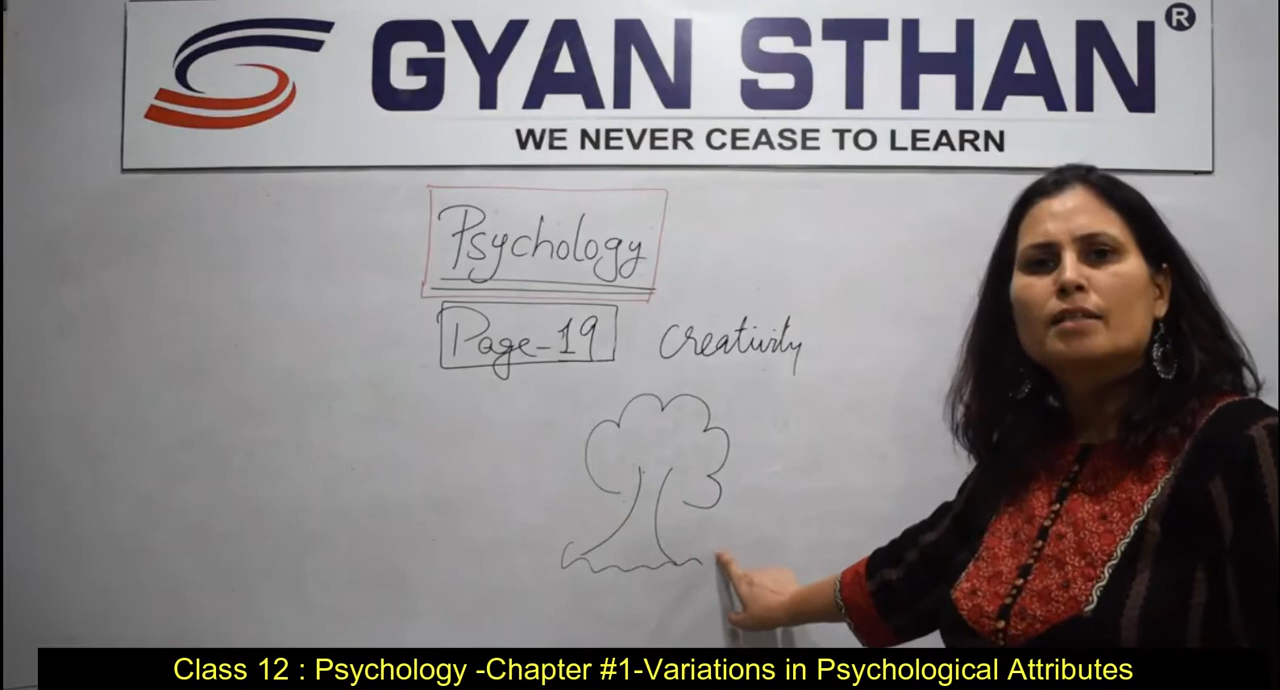 GYAN STHAN®
WE NEVER CEASE TO LEARN
Psychology
Page-19 Creativity
Class 12 : Psychology -Chapter #1-Variations in Psychological Attributes